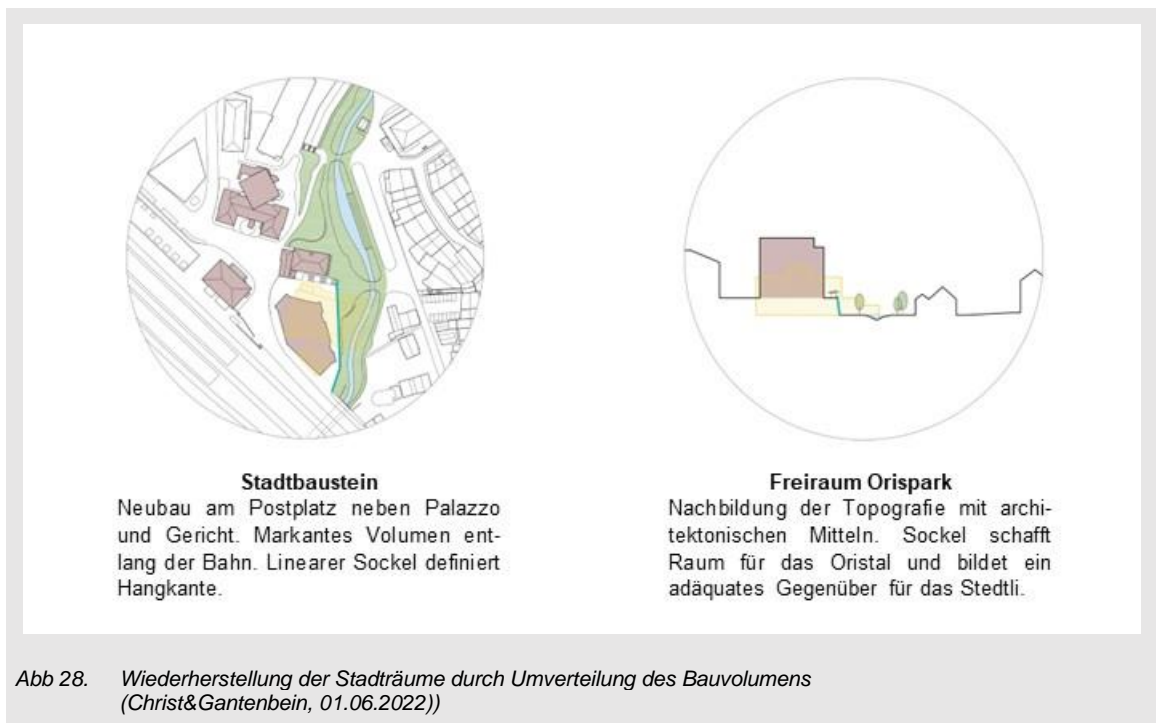 Stadtbaustein
Neubau am Postplatz neben Palazzo
und Gericht. Markantes Volumen ent-
lang der Bahn. Linearer Sockel definiert
Hangkante.
Freiraum Orispark
Nachbildung der Topografie mit archi-
tektonischen Mitteln. Sockel schafft
Raum für das Oristal und bildet ein
adäquates Gegenüber für das Stedtli.
Abb 28. Wiederherstellung der Stadträume durch Umverteilung des Bauvolumens
(Christ&Gantenbein, 01.06.2022))